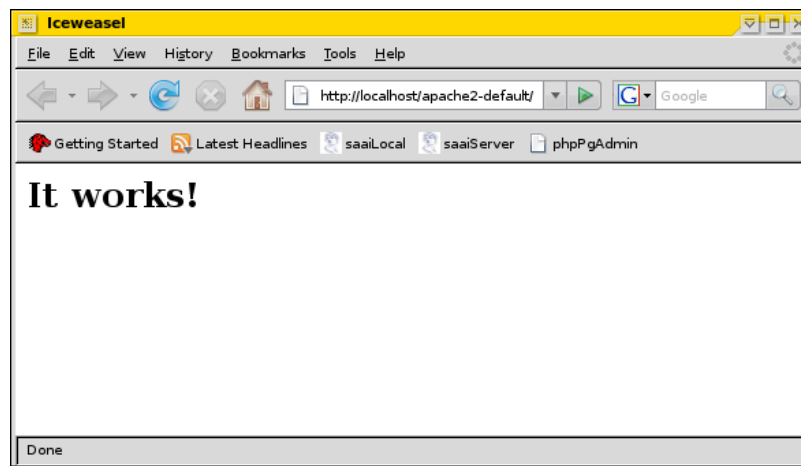 Iceweasel
File Edit View History Bookmarks Tools Help
http://localhost/apache2-default/ G Google
Getting Started Latest Headlines saaiLocal saaiServer phpPgAdmin
It works!
Done